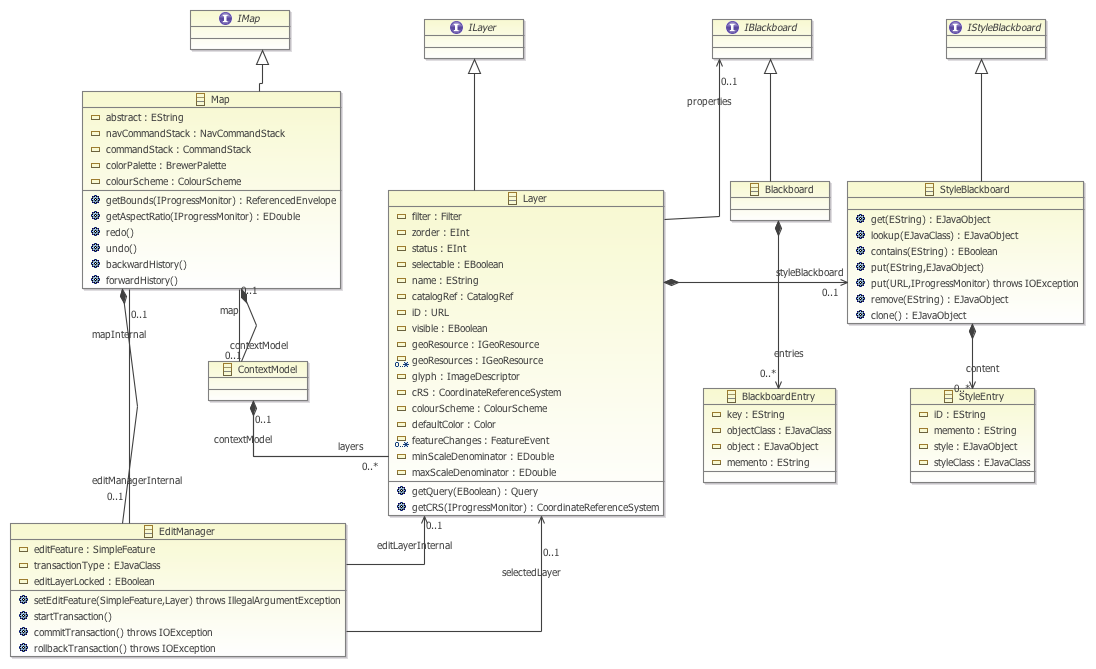 IMap
ILayer
IBlackboard
IStyleBlackboard
0..1
properties
Map
abstract : EString
navCommandStack : NavCommandStack
commandStack : CommandStack
colorPalette : BrewerPalette
colourScheme : ColourScheme
getBounds(IProgressMonitor) : ReferencedEnvelope
getAspectRatio(IProgressMonitor) : EDouble
redo()
undo()
backwardHistory()
forwardHistory()
Layer
filter : Filter
zorder : EInt
status : EInt
selectable : EBoolean
name : EString
catalogRef : CatalogRef
iD : URL
visible : EBoolean
geoResource : IGeoResource
geoResources : IGeoResource
0..*
glyph : ImageDescriptor
cRS : CoordinateReferenceSystem
colourScheme : ColourScheme
defaultColor : Color
featureChanges : FeatureEvent
0..*
minScaleDenominator : EDouble
maxScaleDenominator : EDouble
getQuery(EBoolean) : Query
getCRS(IProgressMonitor) : CoordinateReferenceSystem
Blackboard
StyleBlackboard
get(EString) : EJavaObject
lookup(EJavaClass) : EJavaObject
contains(EString) : EBoolean
put(EString,EJavaObject)
put(URL,IProgressMonitor) throws IOException
remove(EString) : EJavaObject
clone() : EJavaObject
styleBlackboard
0..1
0..1
map
0..1
mapInternal
contextModel
0..1
ContextModel
0..1
contextModel
layers
0..*
entries
0..*
content
0..*
BlackboardEntry
key : EString
objectClass : EJavaClass
object : EJavaObject
memento : EString
StyleEntry
iD : EString
memento : EString
style : EJavaObject
styleClass : EJavaClass
editManagerInternal
0..1
EditManager
editFeature : SimpleFeature
transactionType : EJavaClass
editLayerLocked : EBoolean
setEditFeature(SimpleFeature,Layer) throws IllegalArgumentException
startTransaction()
commitTransaction() throws IOException
rollbackTransaction() throws IOException
0..1
editLayerInternal
0..1
selectedLayer